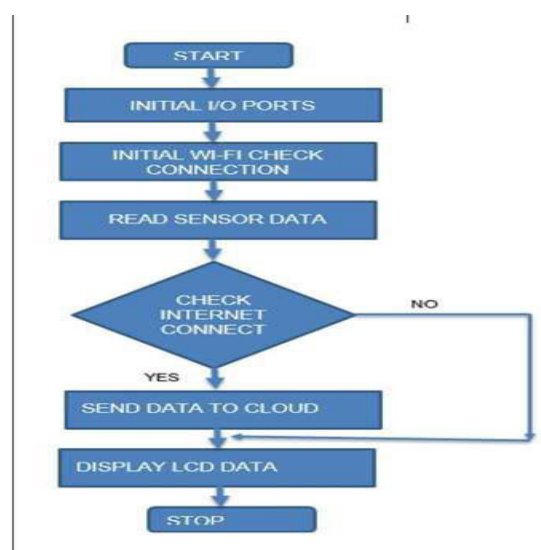 START
INITIAL I/O PORTS
INITIAL WI-FI CHECK
CONNECTION
READ SENSOR DATA
CHECK
INTERNET
CONNECT
NO
YES
SEND DATA TO CLOUD
DISPLAY LCD DATA
STOP